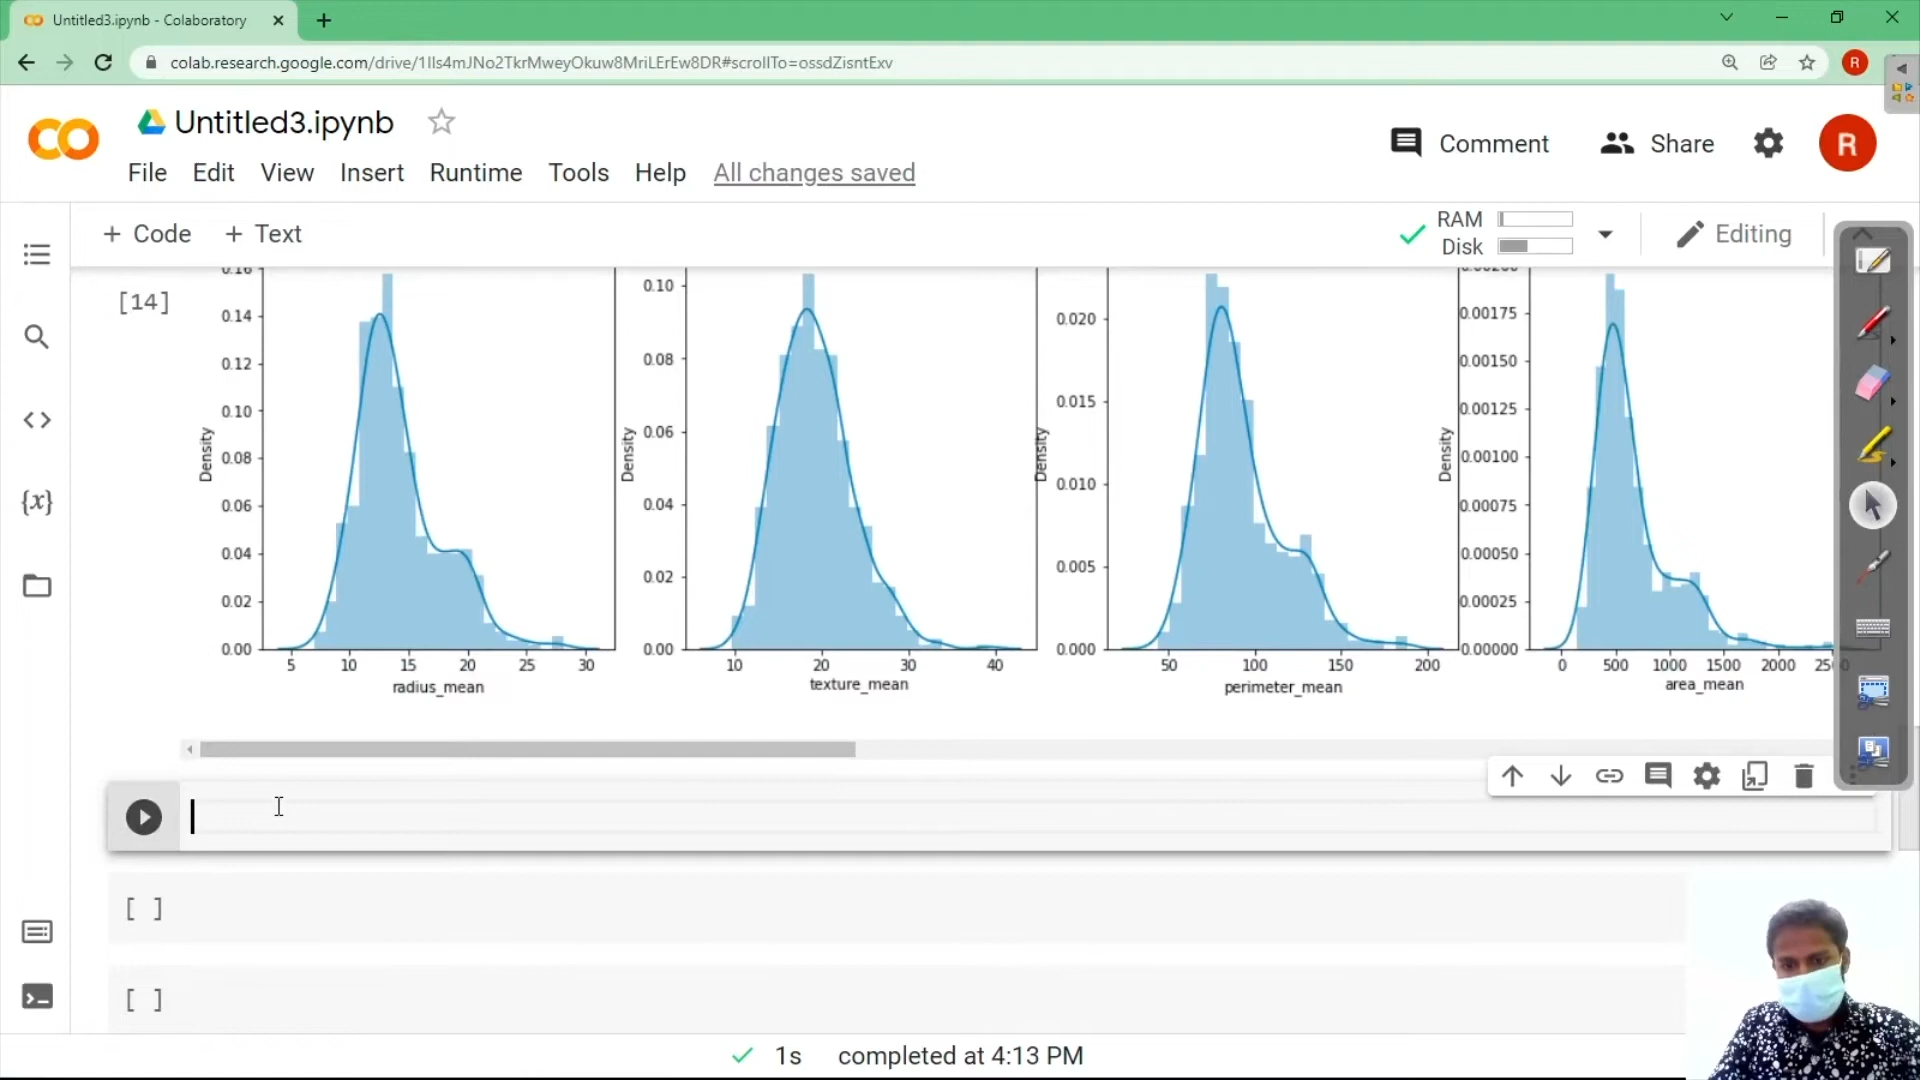 Untitled3.ipynb - Colaboratory
colab.research.google.com/drive/1Ils4mJNo2TkrMweyOkuw8MriLErEw8DR#scrollTo=ossdZisntExv
R
Untitled3.ipynb
Comment
Share
R
File Edit View Insert Runtime Tools Help All changes saved
+ Code + Text
RAM
Disk
Editing
[14]
0.16
0.14
0.12
0.10
0.08
0.06
0.04
0.02
0.00
Density
5 10 15 20 25 30
radius_mean
0.10
0.08
0.06
0.04
0.02
0.00
Density
10 20 30 40
texture_mean
0.020
0.015
0.010
0.005
0.000
Density
50 100 150 200
perimeter_mean
0.00200
0.00175
0.00150
0.00125
0.00100
0.00075
0.00050
0.00025
0.00000
Density
0 500 1000 1500 2000 2500
area_mean
[ ]
[ ]
1s completed at 4:13 PM